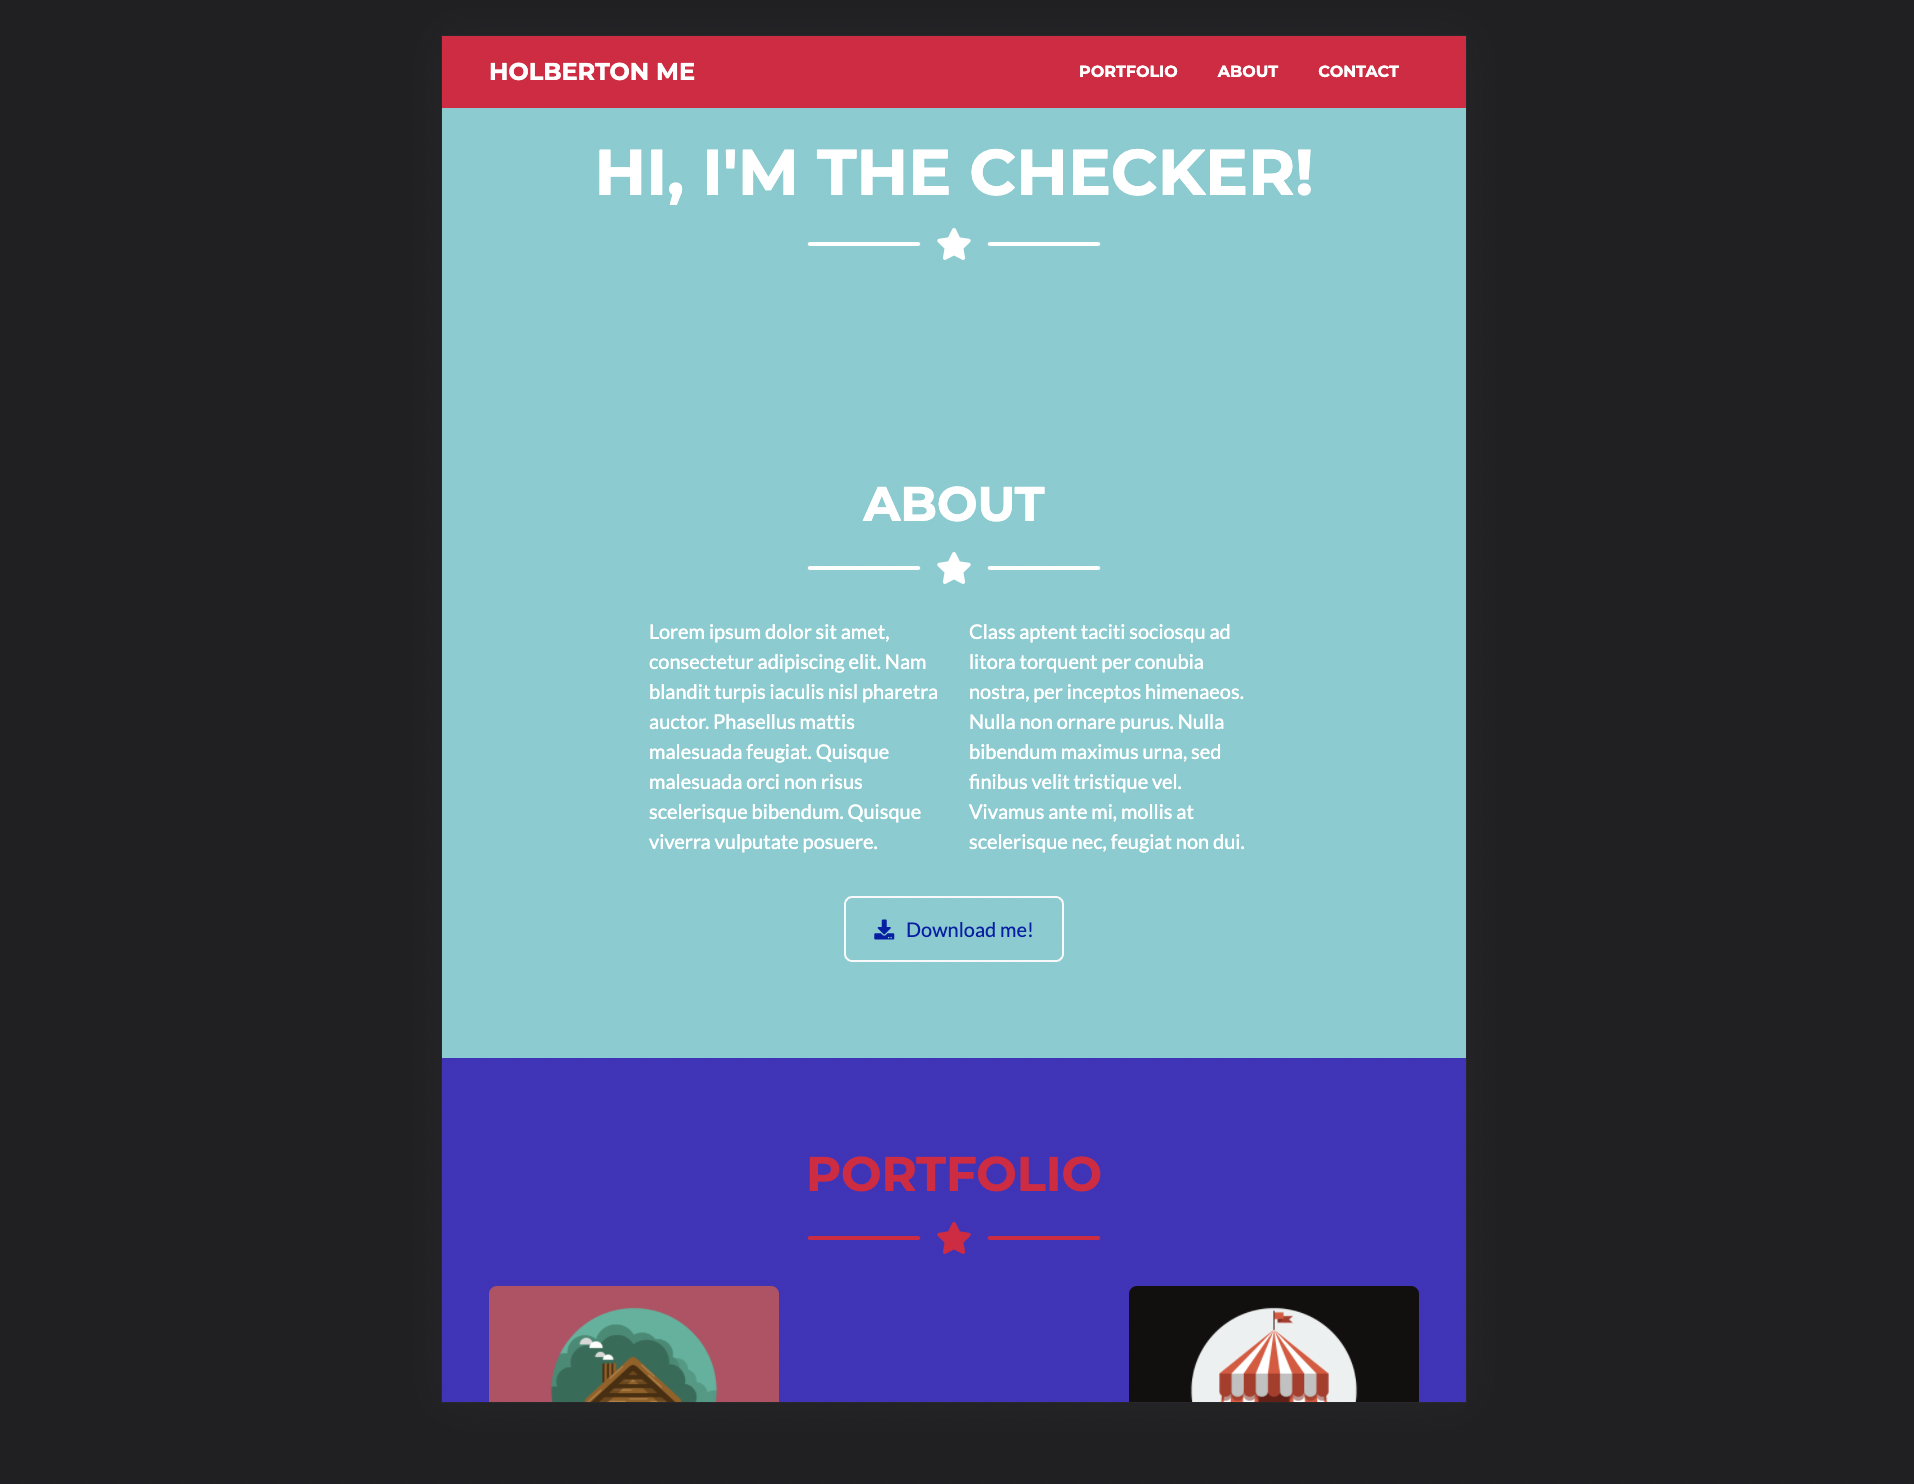 HOLBERTON ME
PORTFOLIO ABOUT CONTACT
HI, I'M THE CHECKER!
ABOUT
Lorem ipsum dolor sit amet,
consectetur adipiscing elit. Nam
blandit turpis iaculis nisl pharetra
auctor. Phasellus mattis
malesuada feugiat. Quisque
malesuada orci non risus
scelerisque bibendum. Quisque
viverra vulputate posuere.
Class aptent taciti sociosqu ad
litora torquent per conubia
nostra, per inceptos himenaeos.
Nulla non ornare purus. Nulla
bibendum maximus urna, sed
finibus velit tristique vel.
Vivamus ante mi, mollis at
scelerisque nec, feugiat non dui.
Download me!
PORTFOLIO